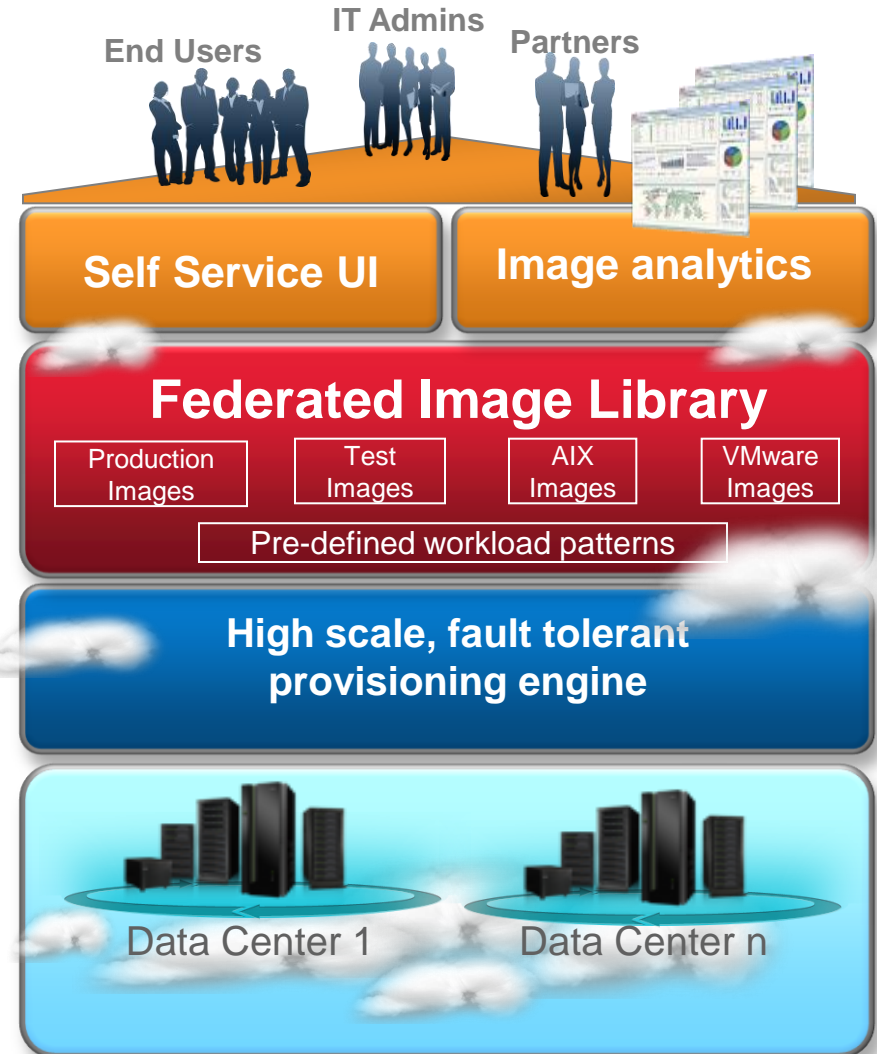 IT Admins
End Users
Partners
Self Service UI
Image analytics
Federated Image Library
Production
Images
Test
Images
AIX
Images
VMware
Images
Pre-defined workload patterns
High scale, fault tolerant
provisioning engine
Data Center 1
Data Center n